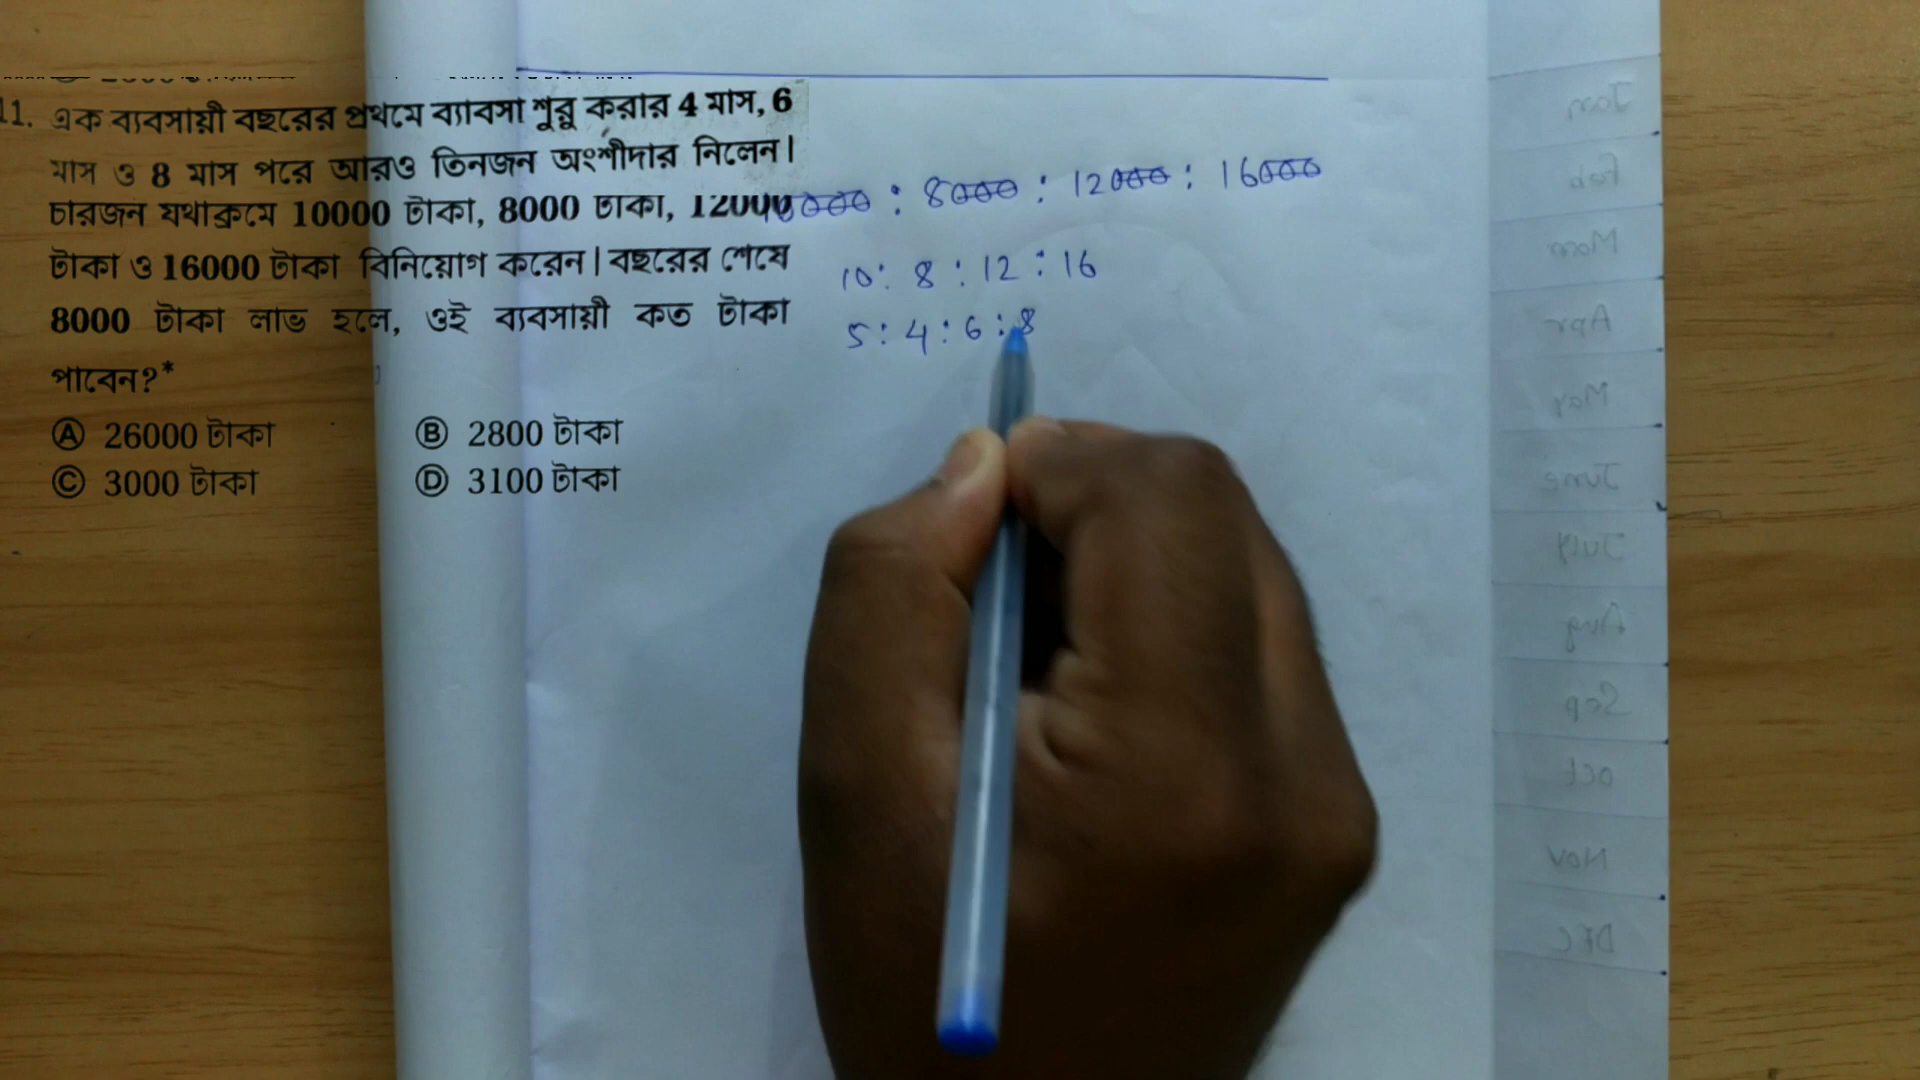 11. এক ব্যবসায়ী বছরের প্রথমে ব্যাবসা শুরু করার 4 মাস, 6
মাস ও 8 মাস পরে আরও তিনজন অংশীদার নিলেন।
চারজন যথাক্রমে 10000 টাকা, 8000 টাকা, 12000
টাকা ও 16000 টাকা বিনিয়োগ করেন। বছরের শেষে
8000 টাকা লাভ হলে, ওই ব্যবসায়ী কত টাকা
পাবেন?*
Ⓐ 26000 টাকা Ⓑ 2800 টাকা
Ⓒ 3000 টাকা Ⓓ 3100 টাকা
10000 : 8000 : 12000 : 16000
10 : 8 : 12 : 16
5 : 4 : 6 : 8
Jan
Feb
Mar
Apr
May
June
July
Aug
Sep
oct
Nov
DEC